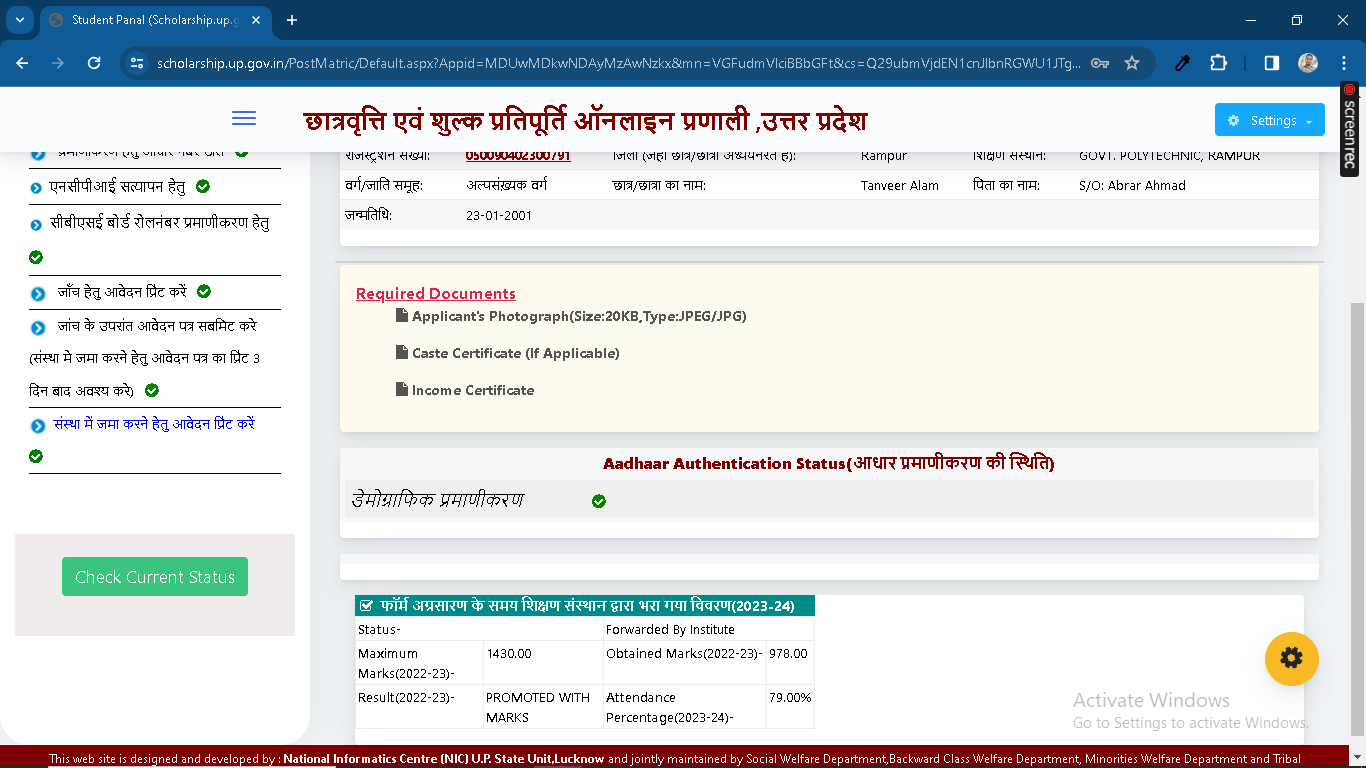 Student Panal (Scholarship.up.g
scholarship.up.gov.in/PostMatric/Default.aspx?Appid=MDUwMDkwNDAyMzAwNzkx&mn=VGFudmVlciBBbGFt&cs=Q29ubmVjdEN1cnJlbnRGWU1JTg...
छात्रवृत्ति एवं शुल्क प्रतिपूर्ति ऑनलाइन प्रणाली ,उत्तर प्रदेश
Settings
screenrec
प्रमाणीकरण हेतु आधार नंबर डालें
एनसीपीआई सत्यापन हेतु
सीबीएसई बोर्ड रोलनंबर प्रमाणीकरण हेतु
जाँच हेतु आवेदन प्रिंट करें
जांच के उपरांत आवेदन पत्र सबमिट करे
(संस्था मे जमा करने हेतु आवेदन पत्र का प्रिंट 3
दिन बाद अवश्य करे)
संस्था में जमा करने हेतु आवेदन प्रिंट करें
Check Current Status
राजस्ट्रेशन संख्या: 050090402300791 जिला (जहाँ छात्र/छात्रा अध्ययनरत है): Rampur शिक्षण संस्थान: GOVT. POLYTECHNIC, RAMPUR
वर्ग/जाति समूह: अल्पसंख़्यक वर्ग छात्र/छात्रा का नाम: Tanveer Alam पिता का नाम: S/O: Abrar Ahmad
जन्मतिथि: 23-01-2001
Required Documents
Applicant's Photograph(Size:20KB,Type:JPEG/JPG)
Caste Certificate (If Applicable)
Income Certificate
Aadhaar Authentication Status(आधार प्रमाणीकरण की स्थिति)
डेमोग्राफिक प्रमाणीकरण
फॉर्म अग्रसारण के समय शिक्षण संस्थान द्वारा भरा गया विवरण(2023-24)
Status- Forwarded By Institute
Maximum Marks(2022-23)- 1430.00 Obtained Marks(2022-23)- 978.00
Result(2022-23)- PROMOTED WITH MARKS Attendance Percentage(2023-24)- 79.00%
Activate Windows
Go to Settings to activate Windows.
This web site is designed and developed by : National Informatics Centre (NIC) U.P. State Unit,Lucknow and jointly maintained by Social Welfare Department,Backward Class Welfare Department, Minorities Welfare Department and Tribal